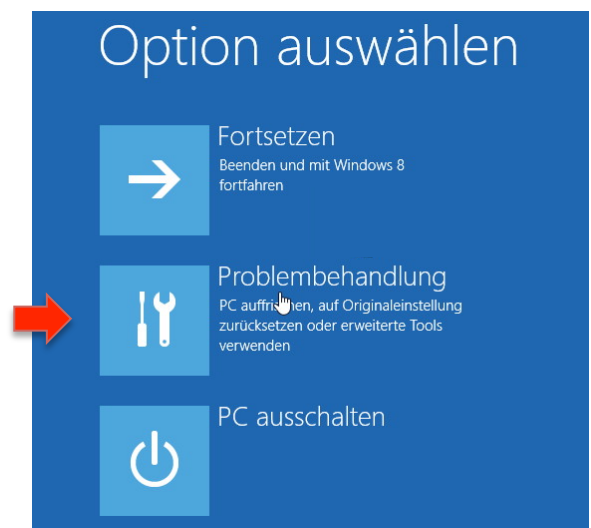 Option auswählen
Fortsetzen
Beenden und mit Windows 8
fortfahren
Problembehandlung
PC auffrischen, auf Originaleinstellung
zurücksetzen oder erweiterte Tools
verwenden
PC ausschalten